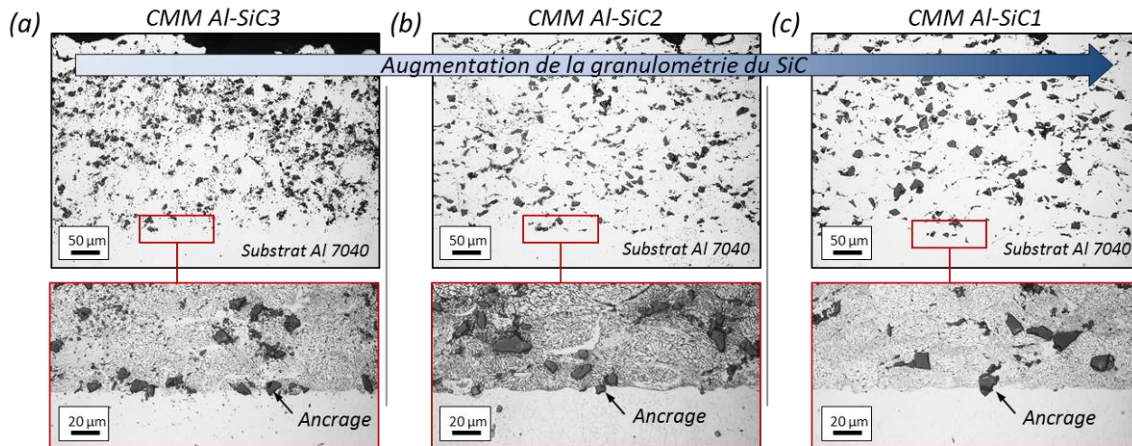 (a) CMM Al-SiC3
(b) CMM Al-SiC2
(c) CMM Al-SiC1
Augmentation de la granulométrie du SiC
50 µm
Substrat Al 7040
50 µm
Substrat Al 7040
50 µm
Substrat Al 7040
20 µm
Ancrage
20 µm
Ancrage
20 µm
Ancrage